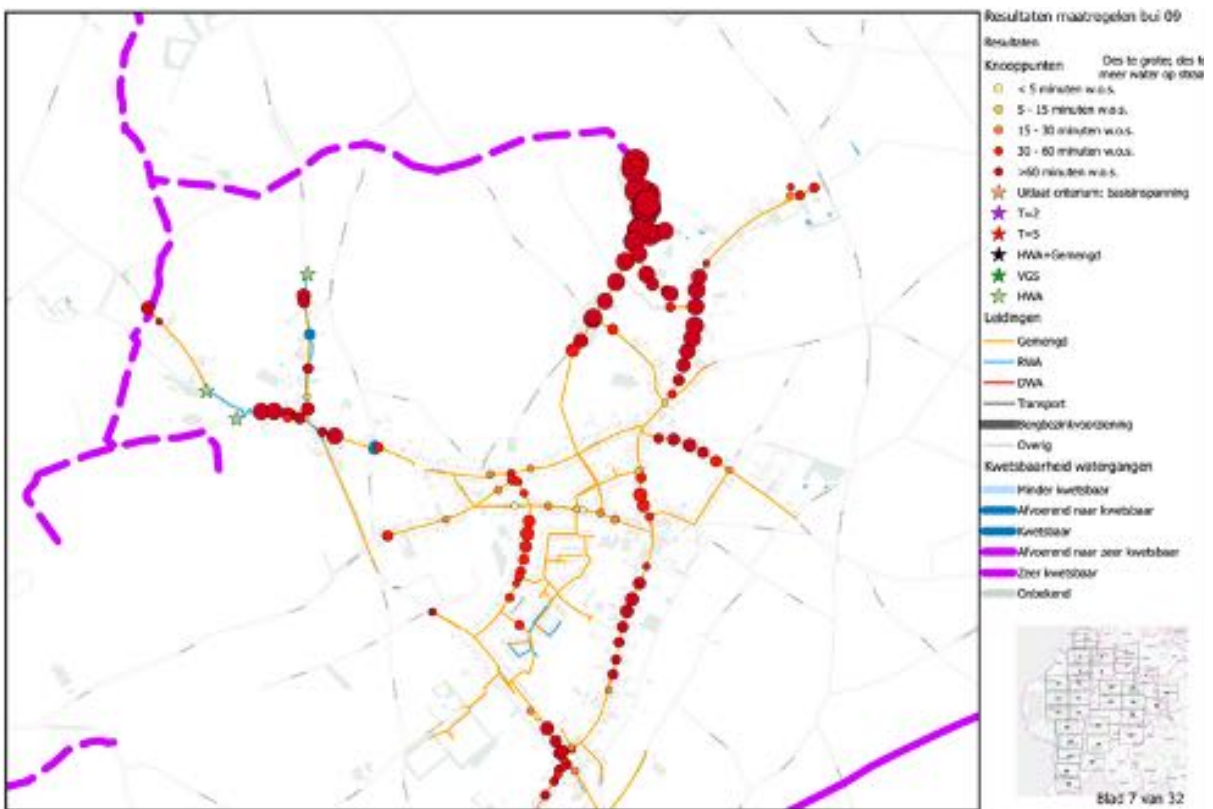 Resultaten maatregelen bui 09
Resultaten
Knooppunten
Des te groter, des te
meer water op straat
< 5 minuten w.o.s.
5 - 15 minuten w.o.s.
15 - 30 minuten w.o.s.
30 - 60 minuten w.o.s.
>60 minuten w.o.s.
Uitlaat criterium: basisinspanning
T=2
T=5
HWA+Gemengd
VGS
HWA
Leidingen
Gemengd
RWA
DWA
Transport
Bergbezinkvoorziening
Overig
Kwetsbaarheid watergangen
Minder kwetsbaar
Afvoerend naar kwetsbaar
Kwetsbaar
Afvoerend naar zeer kwetsbaar
Zeer kwetsbaar
Onbekend
Blad 7 van 32